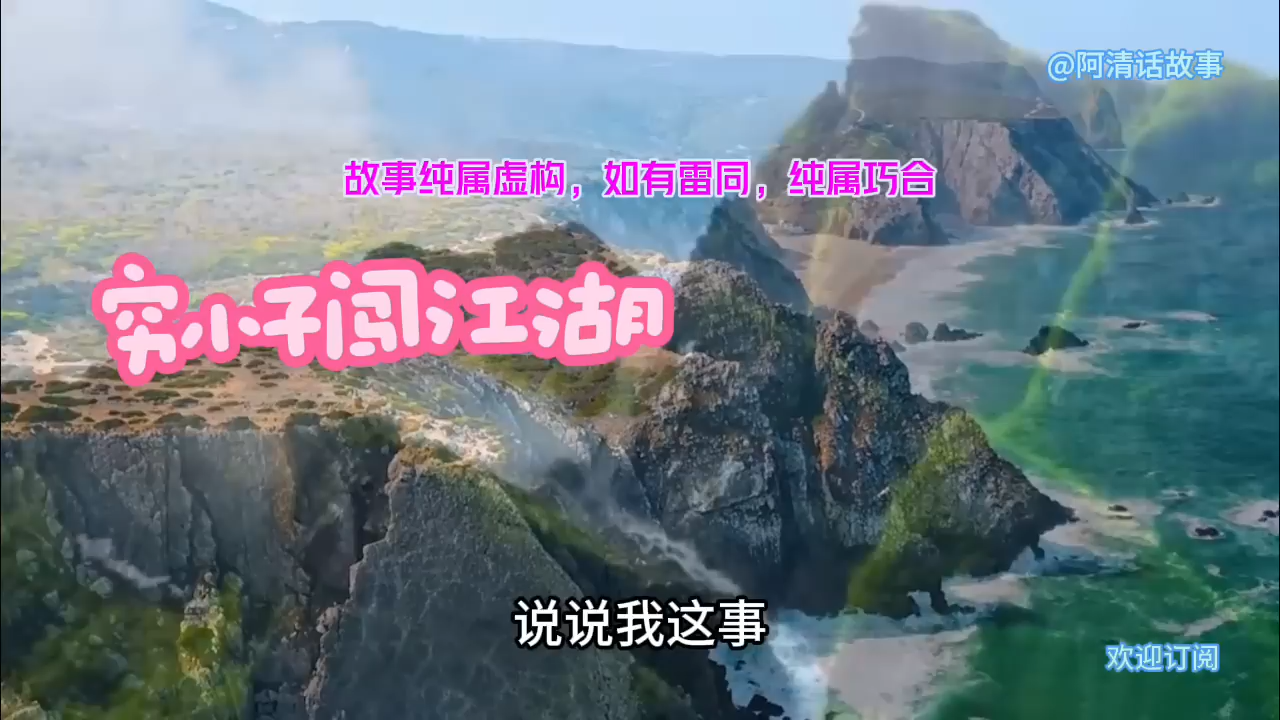 @阿清话故事
故事纯属虚构，如有雷同，纯属巧合
穷小子闯江湖
说说我这事
欢迎订阅